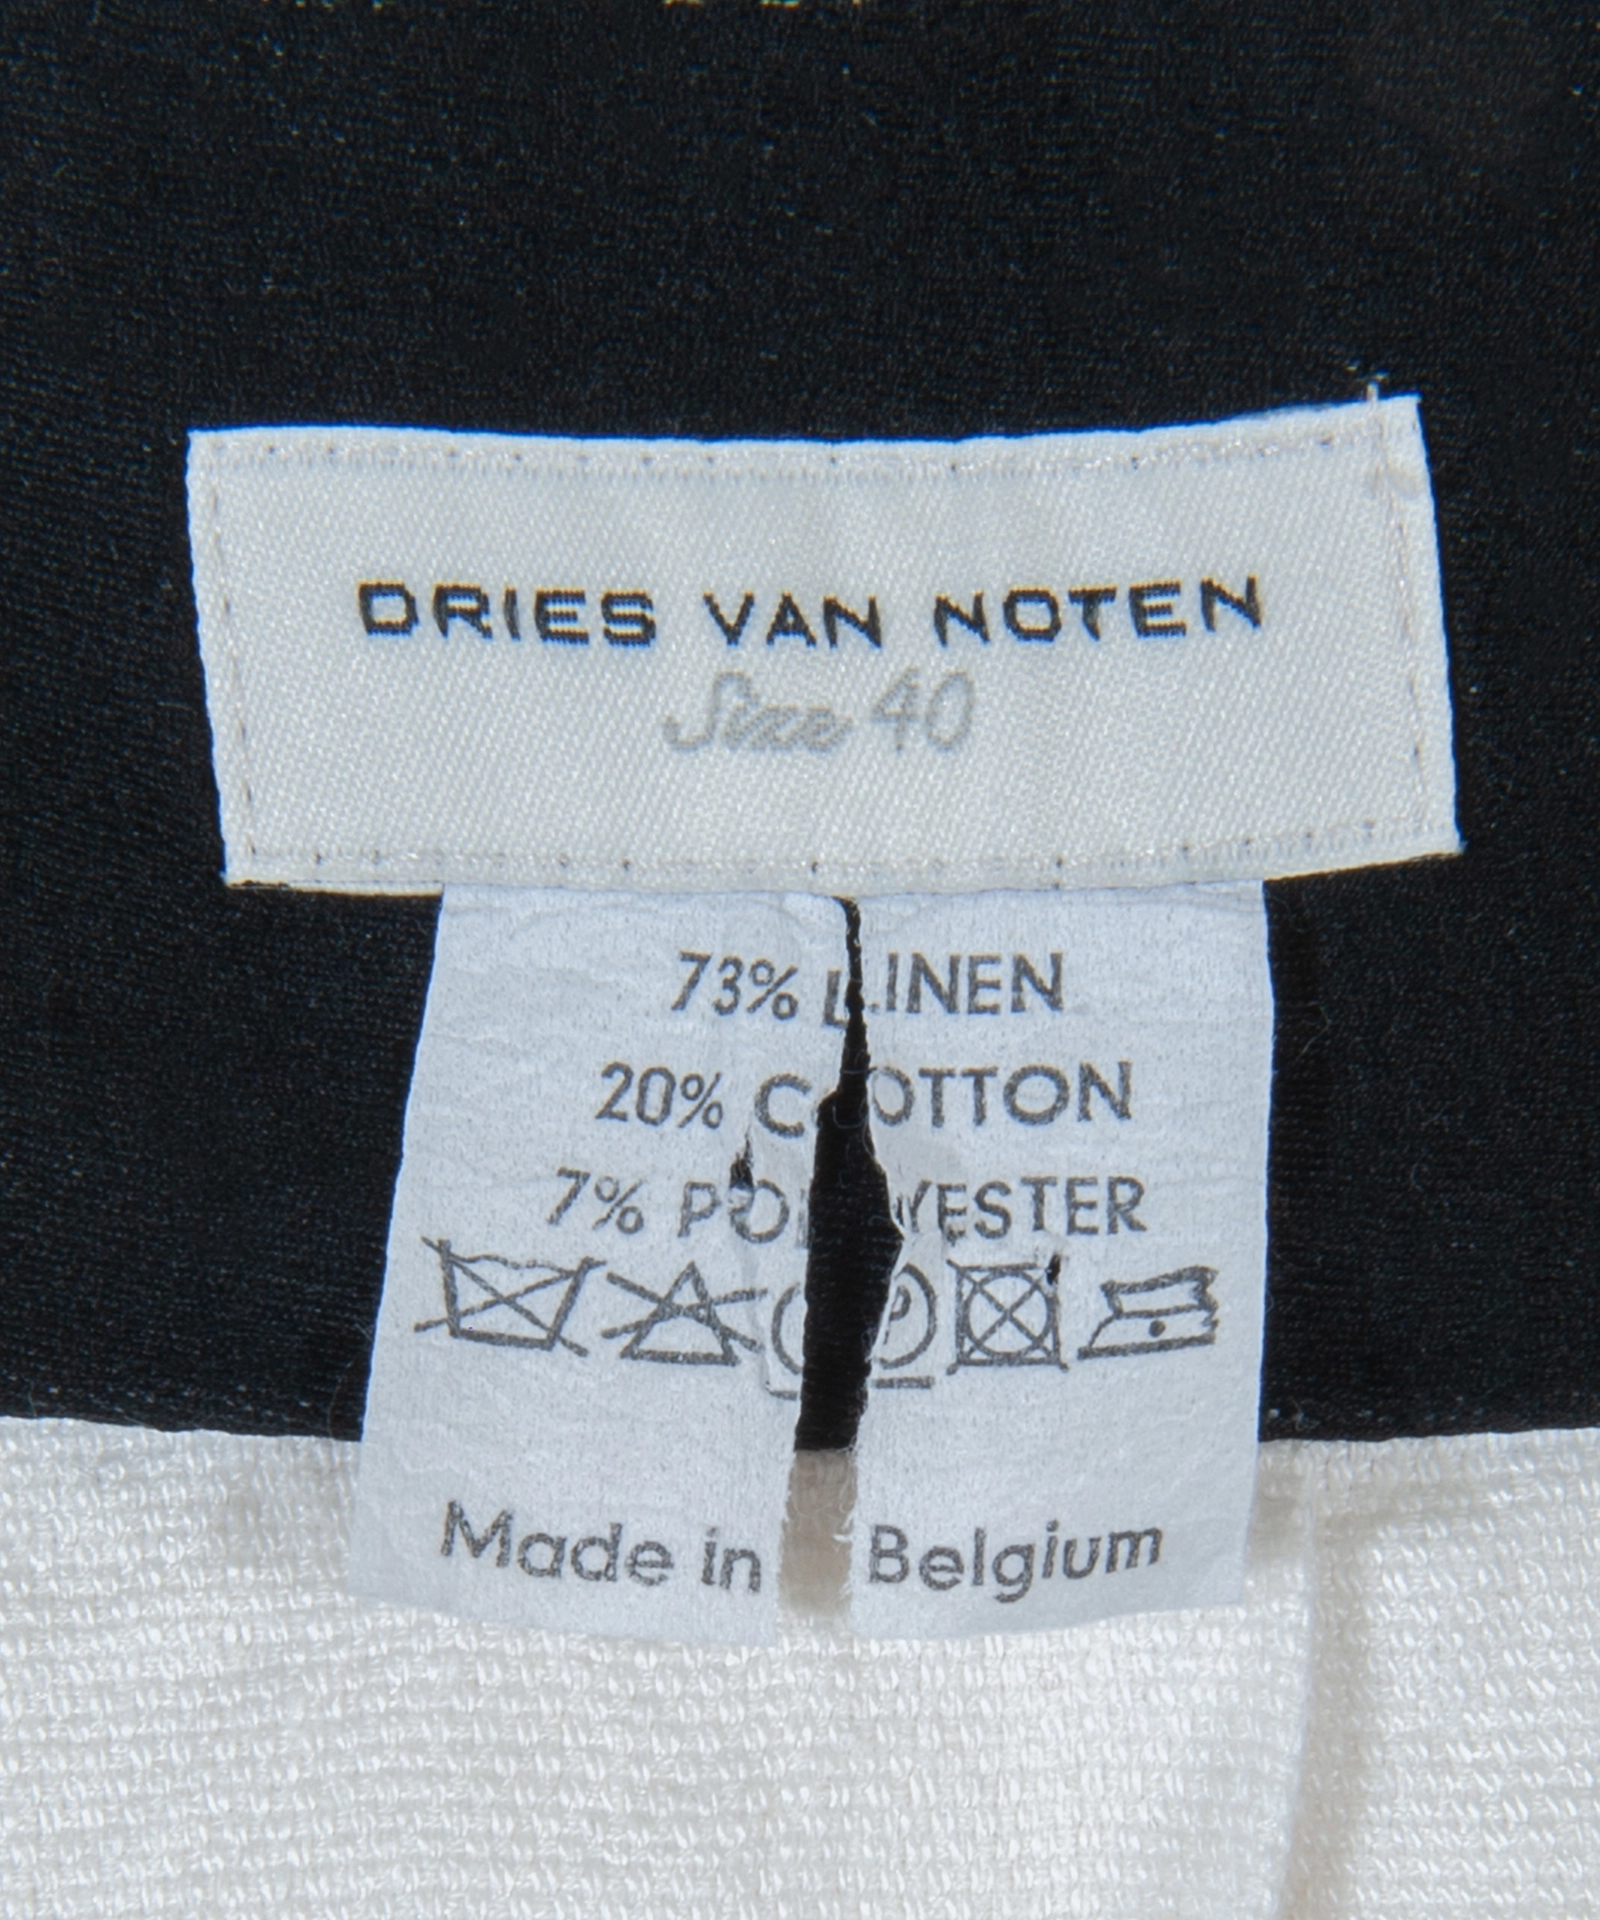 DRIES VAN NOTEN
Size 40
73% LINEN
20% COTTON
7% POLYESTER
P
Made in Belgium